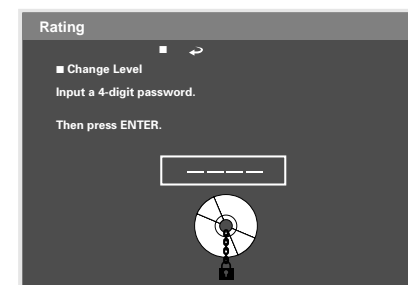 Rating
■ Change Level
Input a 4-digit password.
Then press ENTER.